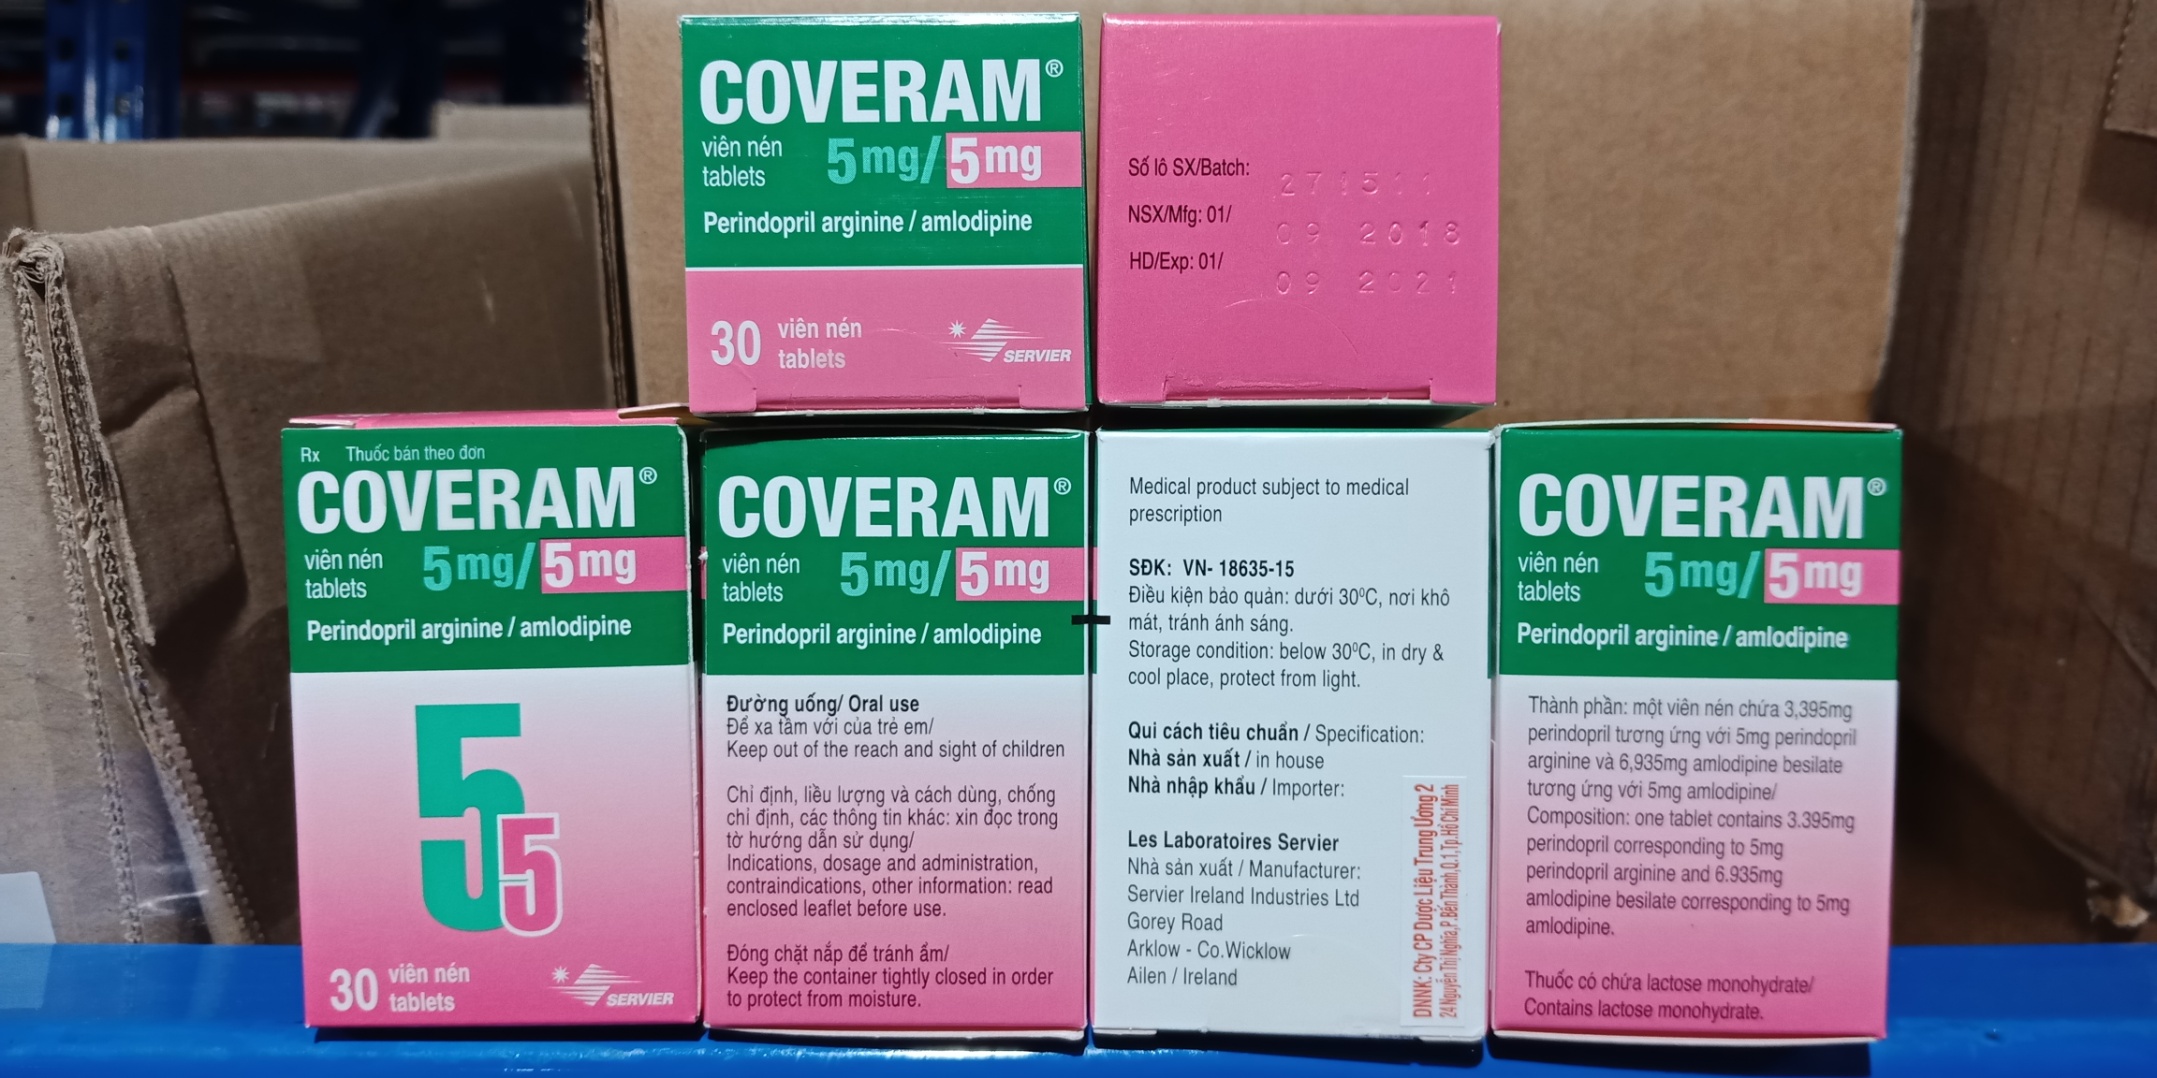 COVERAM®
viên nén
tablets
5mg/5mg
Perindopril arginine / amlodipine
30 viên nén
tablets
SERVIER
Số lô SX/Batch: 271511
NSX/Mfg: 01/ 09 2018
HD/Exp: 01/ 09 2021
Rx Thuốc bán theo đơn
COVERAM®
viên nén
tablets
5mg/5mg
Perindopril arginine / amlodipine
5
5
30 viên nén
tablets
SERVIER
COVERAM®
viên nén
tablets
5mg/5mg
Perindopril arginine / amlodipine
Đường uống/ Oral use
Để xa tầm với của trẻ em/
Keep out of the reach and sight of children
Chỉ định, liều lượng và cách dùng, chống
chỉ định, các thông tin khác: xin đọc trong
tờ hướng dẫn sử dụng/
Indications, dosage and administration,
contraindications, other information: read
enclosed leaflet before use.
Đóng chặt nắp để tránh ẩm/
Keep the container tightly closed in order
to protect from moisture.
Medical product subject to medical
prescription
SĐK: VN- 18635-15
Điều kiện bảo quản: dưới 30⁰C, nơi khô
mát, tránh ánh sáng.
Storage condition: below 30⁰C, in dry &
cool place, protect from light.
Qui cách tiêu chuẩn / Specification:
Nhà sản xuất / in house
Nhà nhập khẩu / Importer:
Les Laboratoires Servier
Nhà sản xuất / Manufacturer:
Servier Ireland Industries Ltd
Gorey Road
Arklow - Co.Wicklow
Ailen / Ireland
DNNK: Cty CP Dược Liệu Trung Ương 2
24 Nguyễn Thị Nghĩa,P.Bến Thành,Q.1,Tp.Hồ Chí Minh
COVERAM®
viên nén
tablets
5mg/5mg
Perindopril arginine / amlodipine
Thành phần: một viên nén chứa 3,395mg
perindopril tương ứng với 5mg perindopril
arginine và 6,935mg amlodipine besilate
tương ứng với 5mg amlodipine/
Composition: one tablet contains 3.395mg
perindopril corresponding to 5mg
perindopril arginine and 6.935mg
amlodipine besilate corresponding to 5mg
amlodipine.
Thuốc có chứa lactose monohydrate/
Contains lactose monohydrate.